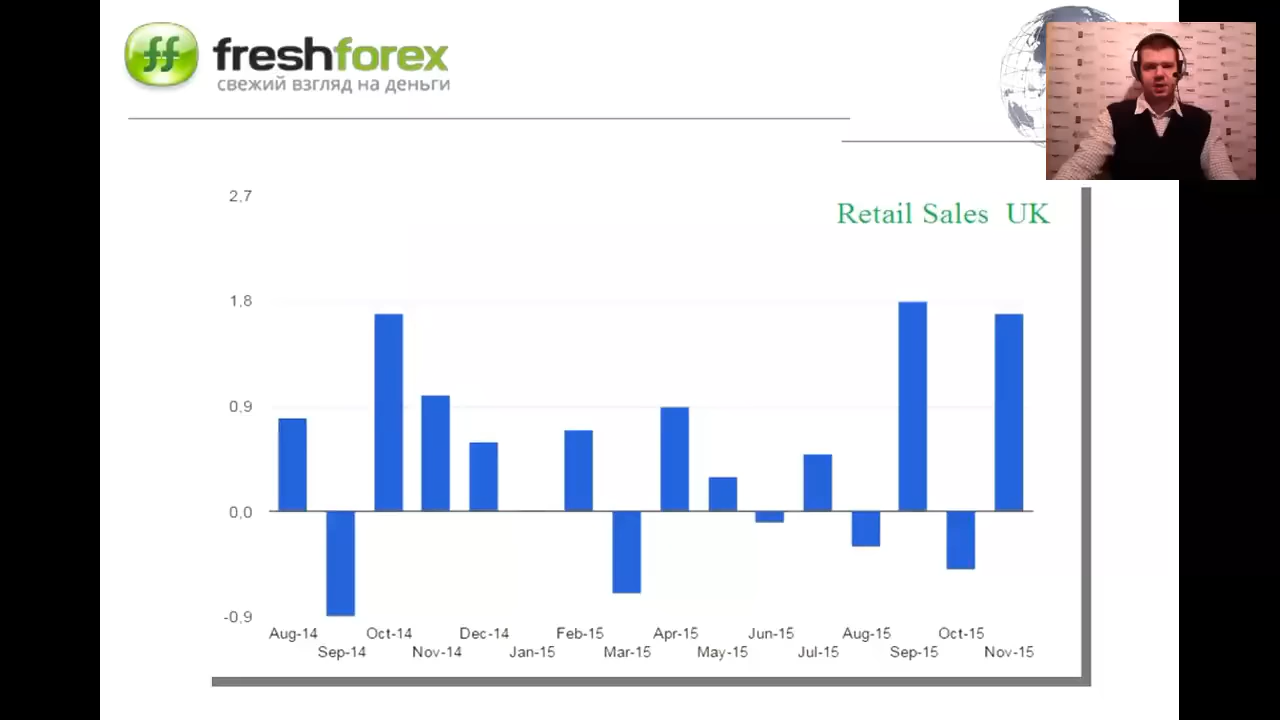 ff freshforex
свежий взгляд на деньги
Retail Sales UK
2,7
1,8
0,9
0,0
-0,9
Aug-14
Sep-14
Oct-14
Nov-14
Dec-14
Jan-15
Feb-15
Mar-15
Apr-15
May-15
Jun-15
Jul-15
Aug-15
Sep-15
Oct-15
Nov-15